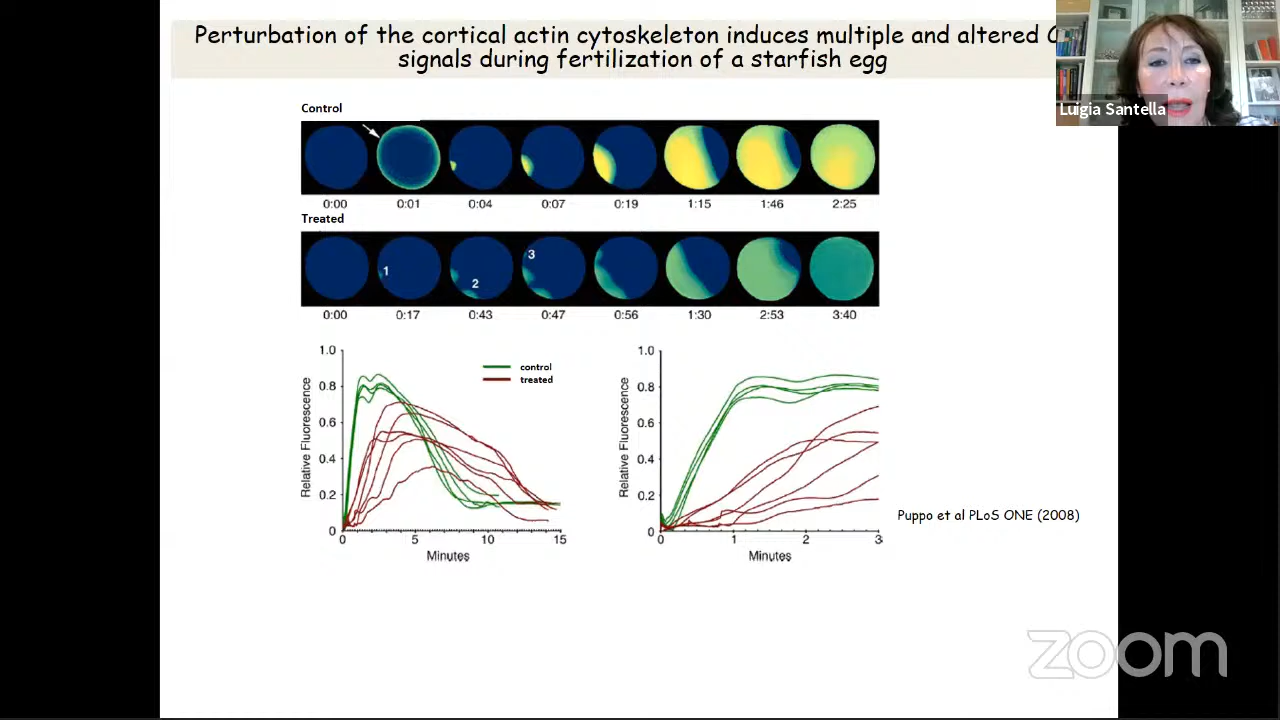 Perturbation of the cortical actin cytoskeleton induces multiple and altered
signals during fertilization of a starfish egg
Luigia Santella
Control
0:00 0:01 0:04 0:07 0:19 1:15 1:46 2:25
Treated
1 2 3
0:00 0:17 0:43 0:47 0:56 1:30 2:53 3:40
1.0
0.8
0.6
0.4
0.2
0
Relative Fluorescence
control
treated
0 5 10 15
Minutes
1.0
0.8
0.6
0.4
0.2
0
Relative Fluorescence
0 1 2 3
Minutes
Puppo et al PLoS ONE (2008)
zoom